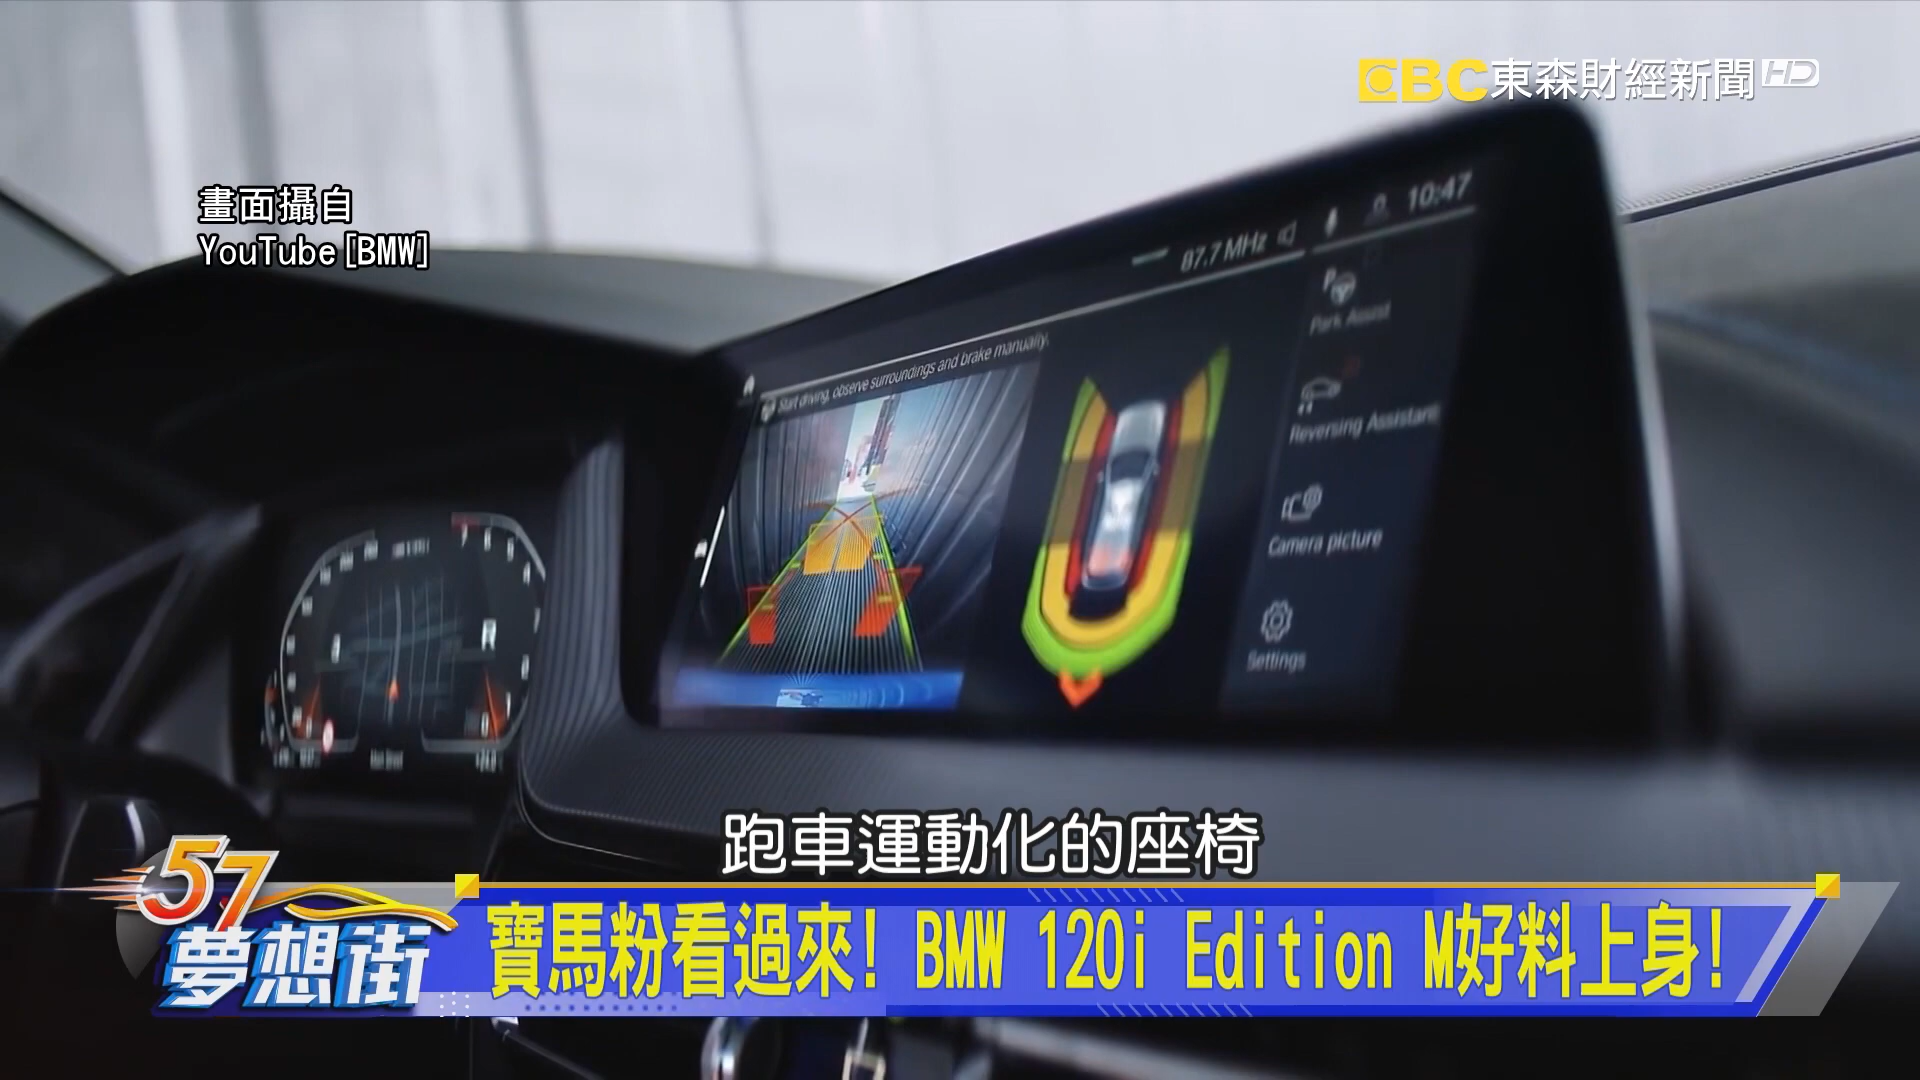 EBC 東森財經新聞 HD
畫面攝自
YouTube [BMW]
10:47
87.7 MHz
Start driving, observe surroundings and brake manually.
Park Assist
Reversing Assistant
Camera picture
Settings
R
跑車運動化的座椅
57
夢想街
寶馬粉看過來! BMW 120i Edition M好料上身!